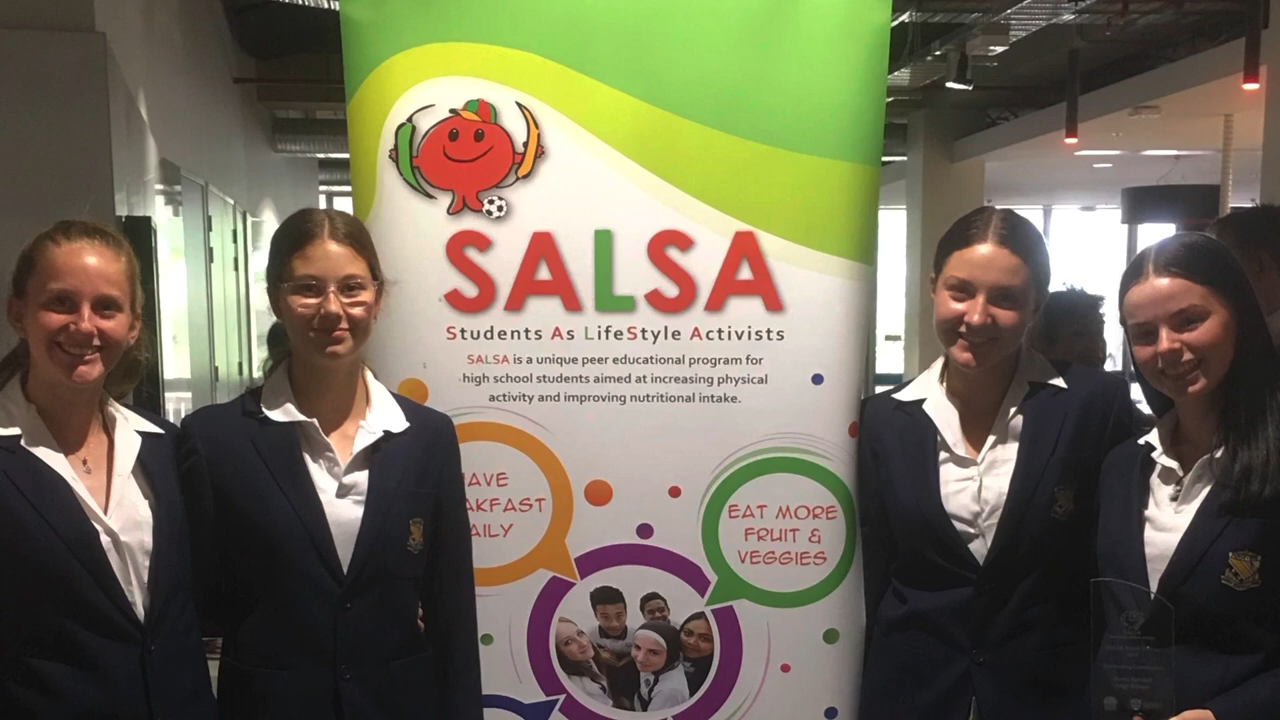 SALSA
Students As LifeStyle Activists
SALSA is a unique peer educational program for
high school students aimed at increasing physical
activity and improving nutritional intake.
AVE
AKFAST
AILY
EAT MORE
FRUIT &
VEGGIES